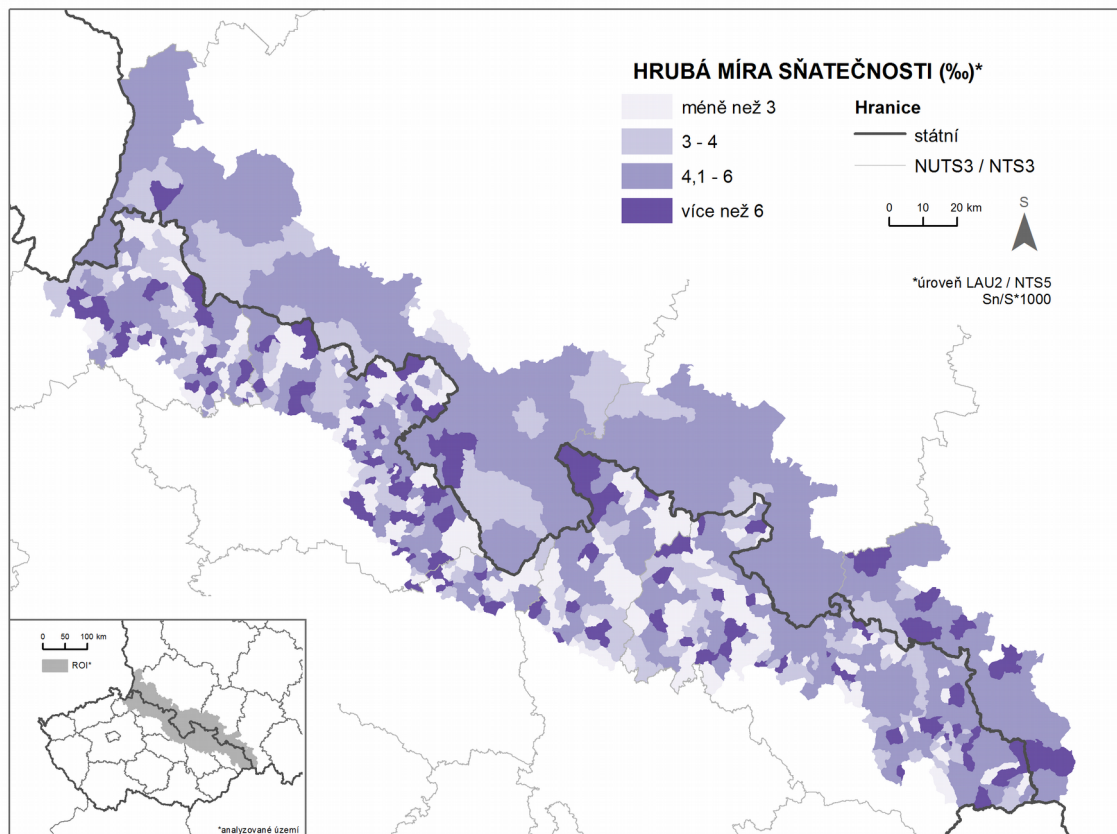 HRUBÁ MÍRA SŇATEČNOSTI (‰)*
méně než 3
3 - 4
4,1 - 6
více než 6
Hranice
státní
NUTS3 / NTS3
0 10 20 km
S
*úroveň LAU2 / NTS5
Sn/S*1000
0 50 100 km
ROI*
*analyzované území